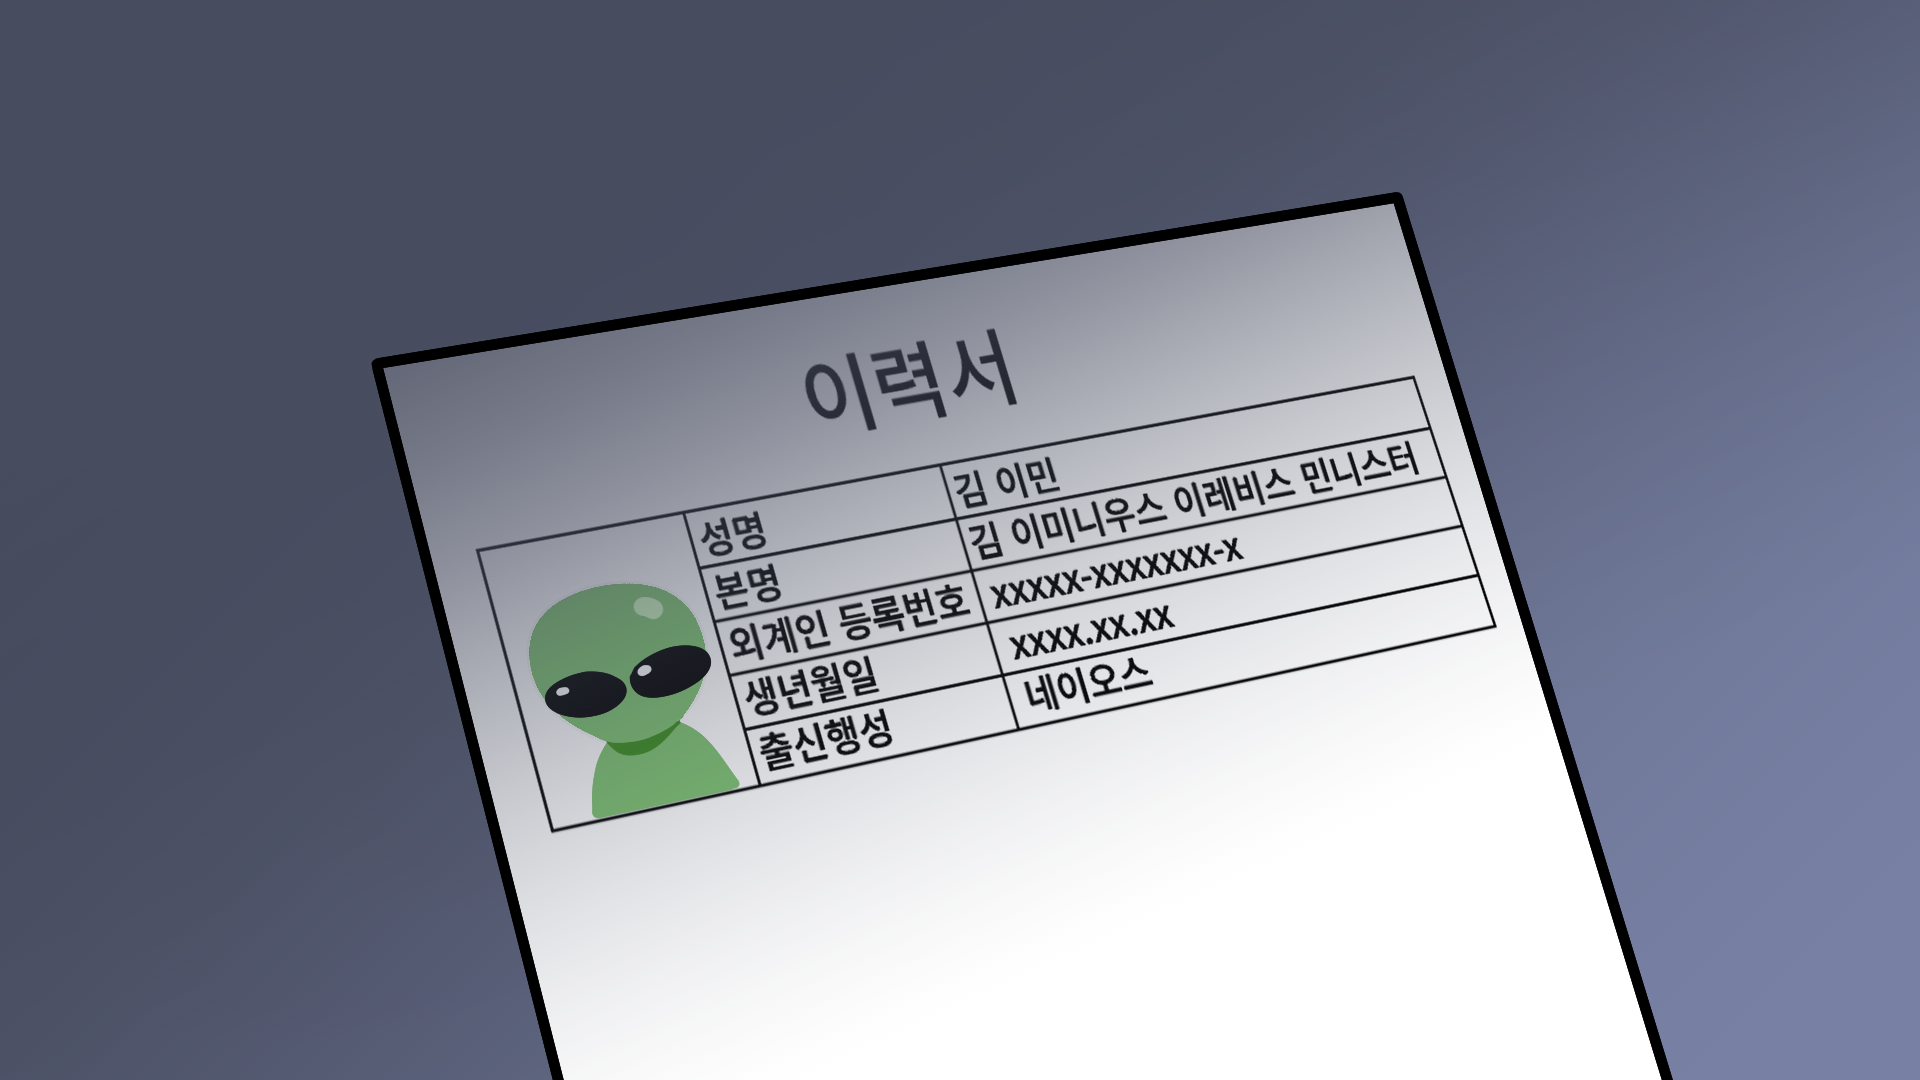 이력서
성명 김 이민
본명 김 이미니우스 이레비스 민니스터
외계인 등록번호 xxxxx-xxxxxxx-x
생년월일 xxxx.xx.xx
출신행성 네이오스